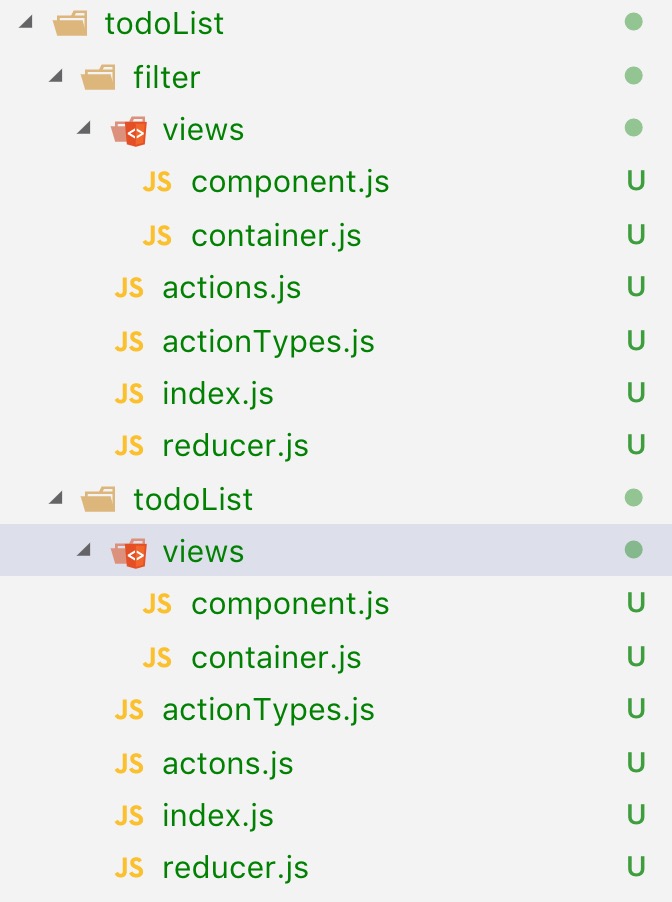 todoList
filter
views
JS component.js U
JS container.js U
JS actions.js U
JS actionTypes.js U
JS index.js U
JS reducer.js U
todoList
views
JS component.js U
JS container.js U
JS actionTypes.js U
JS actons.js U
JS index.js U
JS reducer.js U